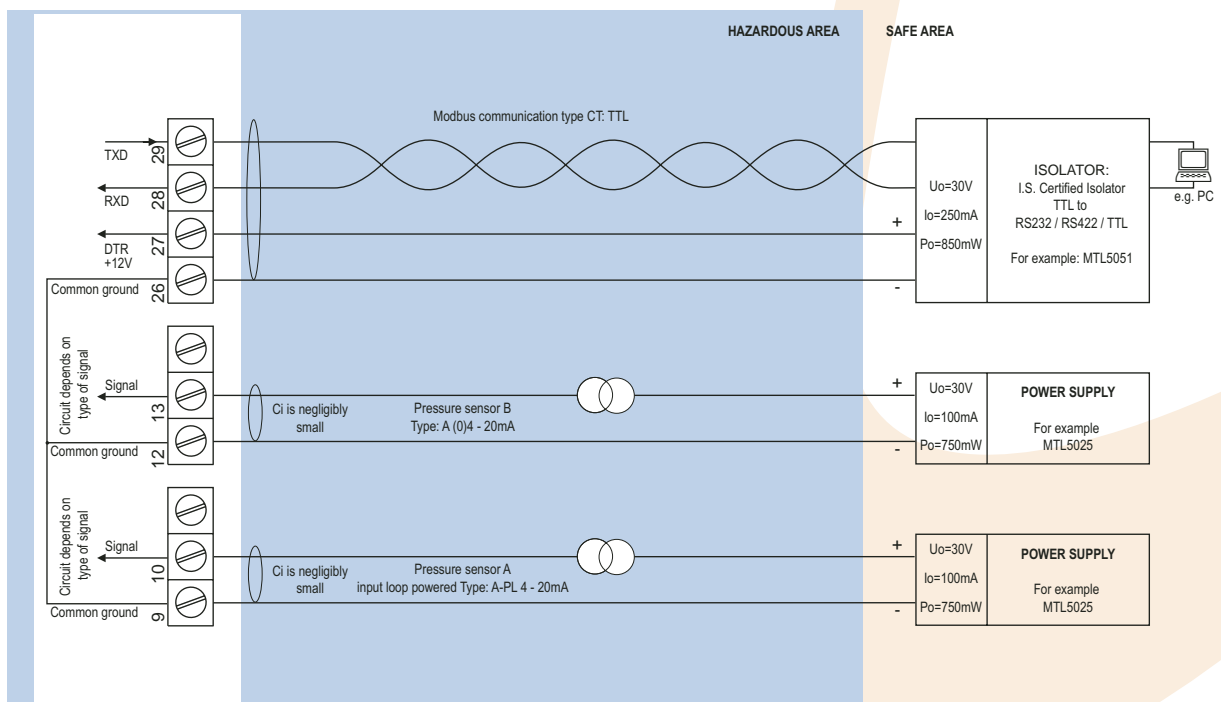 HAZARDOUS AREA
SAFE AREA
Modbus communication type CT: TTL
TXD
29
RXD
28
DTR
+12V
27
Common ground
26
+
-
Uo=30V
Io=250mA
Po=850mW
ISOLATOR:
I.S. Certified Isolator
TTL to
RS232 / RS422 / TTL
For example: MTL5051
e.g. PC
Circuit depends on
type of signal
Signal
13
Common ground
12
Ci is negligibly
small
Pressure sensor B
Type: A (0)4 - 20mA
+
-
Uo=30V
Io=100mA
Po=750mW
POWER SUPPLY
For example
MTL5025
Circuit depends on
type of signal
Signal
10
Common ground
9
Ci is negligibly
small
Pressure sensor A
input loop powered Type: A-PL 4 - 20mA
+
-
Uo=30V
Io=100mA
Po=750mW
POWER SUPPLY
For example
MTL5025